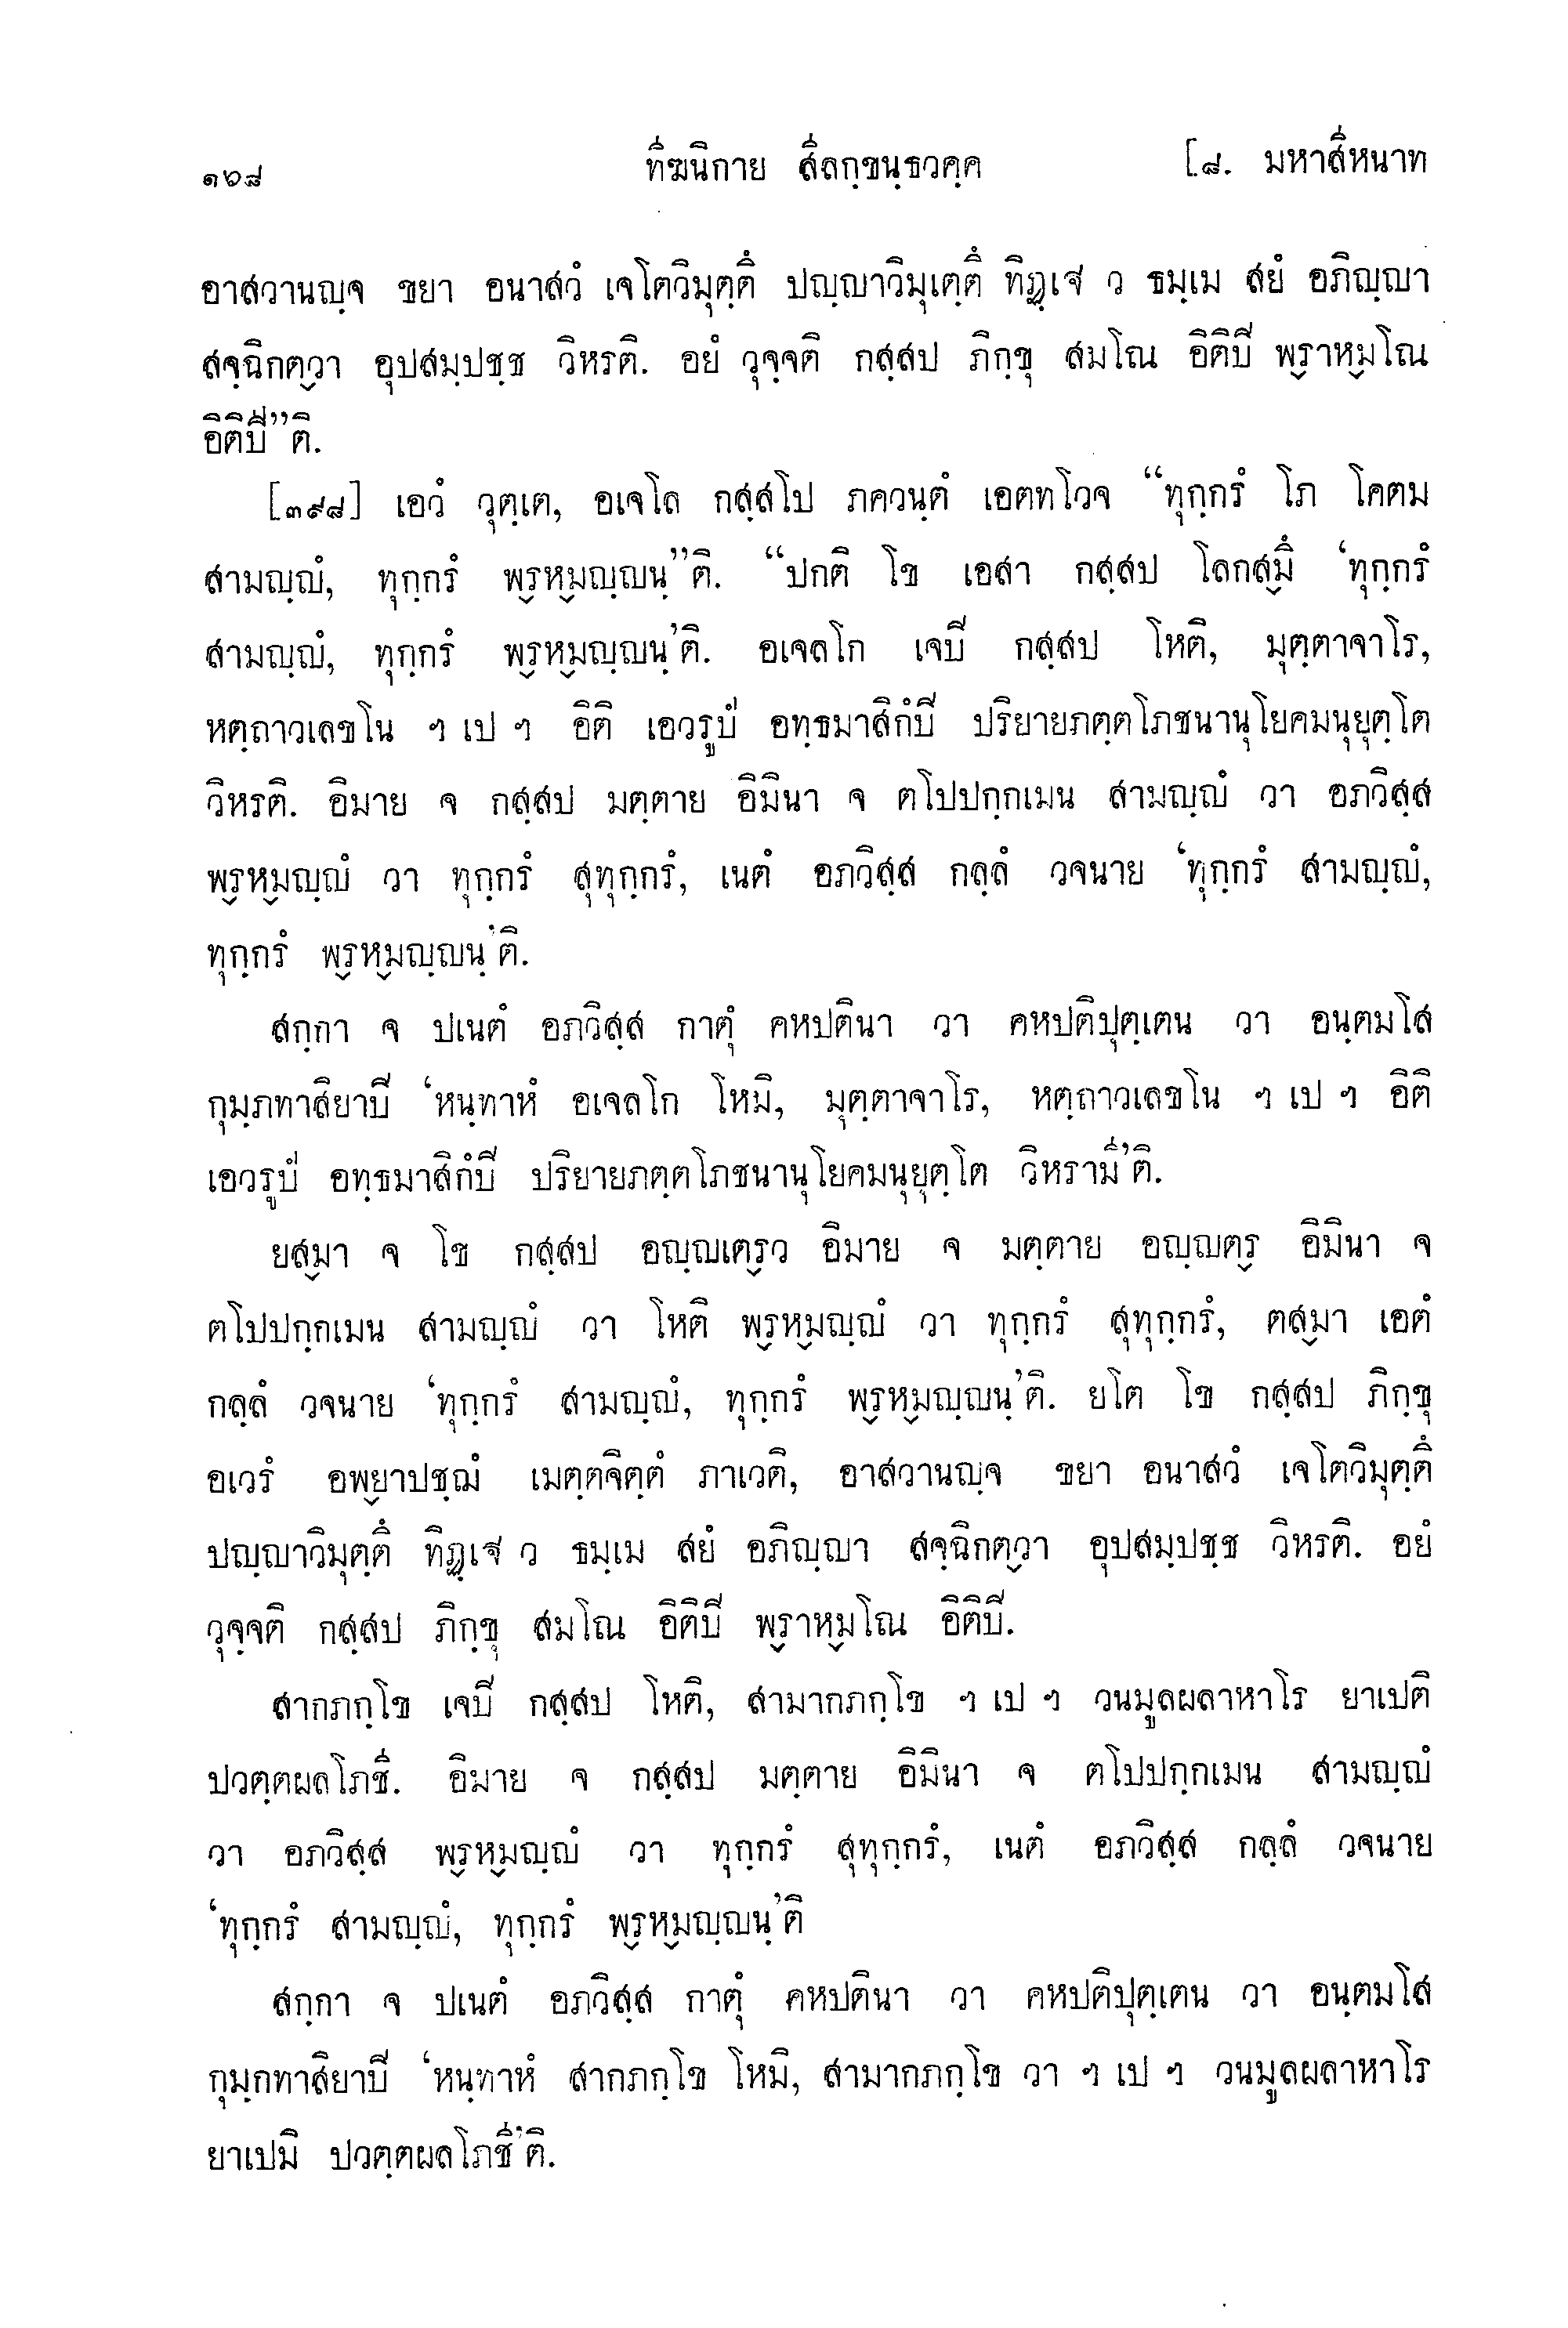 ๑๖๘ ทีฆนิกาย สีลกฺขนฺธวคฺค [๘. มหาสีหนาท
อาสวานญฺจ ขยา อนาสวํ เจโตวิมุตฺตึ ปญฺญาวิมุเตฺตึ ทิฏฺเฐ ว ธมฺเม สยํ อภิญฺญา
สจฺฉิกต๎วา อุปสมฺปชฺช วิหรติ. อยํ วุจฺจติ กสฺสป ภิกฺขุ สมโณ อิติปิ พ๎ราห๎มโณ
อิติปี”ติ.
[๓๙๘] เอวํ วุตฺเต, อเจโล กสฺสโป ภควนฺตํ เอตทโวจ “ทุกฺกรํ โภ โคตม
สามญฺญํ, ทุกฺกรํ พ๎รห๎มญฺญนฺ”ติ. “ปกติ โข เอสา กสฺสป โลกส๎มึ ‘ทุกฺกรํ
สามญฺญํ, ทุกฺกรํ พ๎รห๎มญฺญนฺ’ติ. อเจลโก เจปิ กสฺสป โหติ, มุตฺตาจาโร,
หตฺถาวเลขโน ฯ เป ฯ อิติ เอวรูปํ อทฺธมาสิกํปิ ปริยายภตฺตโภชนานุโยคมนุยุตฺโต
วิหรติ. อิมาย จ กสฺสป มตฺตาย อิมินา จ ตโปปกฺกเมน สามญฺญํ วา อภวิสฺส
พ๎รห๎มญฺญํ วา ทุกฺกรํ สุทุกฺกรํ, เนตํ อภวิสฺส กลฺลํ วจนาย ‘ทุกฺกรํ สามญฺญํ,
ทุกฺกรํ พ๎รห๎มญฺญนฺ’ติ.
สกฺกา จ ปเนตํ อภวิสฺส กาตุํ คหปตินา วา คหปติปุตฺเตน วา อนฺตมโส
กุมฺภทาสิยาปิ ‘หนฺทาหํ อเจลโก โหมิ, มุตฺตาจาโร, หตฺถาวเลขโน ฯ เป ฯ อิติ
เอวรูปํ อทฺธมาสิกํปิ ปริยายภตฺตโภชนานุโยคมนุยุตฺโต วิหรามี’ติ.
ยส๎มา จ โข กสฺสป อญฺญเตร๎ว อิมาย จ มตฺตาย อญฺญตร๎ อิมินา จ
ตโปปกฺกเมน สามญฺญํ วา โหติ พ๎รห๎มญฺญํ วา ทุกฺกรํ สุทุกฺกรํ, ตส๎มา เอตํ
กลฺลํ วจนาย ‘ทุกฺกรํ สามญฺญํ, ทุกฺกรํ พ๎รห๎มญฺญนฺ’ติ. ยโต โข กสฺสป ภิกฺขุ
อเวรํ อพ๎ยาปชฺฌํ เมตฺตจิตฺตํ ภาเวติ, อาสวานญฺจ ขยา อนาสวํ เจโตวิมุตฺตึ
ปญฺญาวิมุตฺตึ ทิฏฺเฐ ว ธมฺเม สยํ อภิญฺญา สจฺฉิกต๎วา อุปสมฺปชฺช วิหรติ. อยํ
วุจฺจติ กสฺสป ภิกฺขุ สมโณ อิติปิ พ๎ราห๎มโณ อิติปิ.
สากภกฺโข เจปิ กสฺสป โหติ, สามากภกฺโข ฯ เป ฯ วนมูลผลาหาโร ยาเปติ
ปวตฺตผลโภชี. อิมาย จ กสฺสป มตฺตาย อิมินา จ ตโปปกฺกเมน สามญฺญํ
วา อภวิสฺส พ๎รห๎มญฺญํ วา ทุกฺกรํ สุทุกฺกรํ, เนตํ อภวิสฺส กลฺลํ วจนาย
‘ทุกฺกรํ สามญฺญํ, ทุกฺกรํ พ๎รห๎มญฺญนฺ’ติ
สกฺกา จ ปเนตํ อภวิสฺส กาตุํ คหปตินา วา คหปติปุตฺเตน วา อนฺตมโส
กุมฺกทาสิยาปิ ‘หนฺทาหํ สากภกฺโข โหมิ, สามากภกฺโข วา ฯ เป ฯ วนมูลผลาหาโร
ยาเปมิ ปวตฺตผลโภชี’ติ.